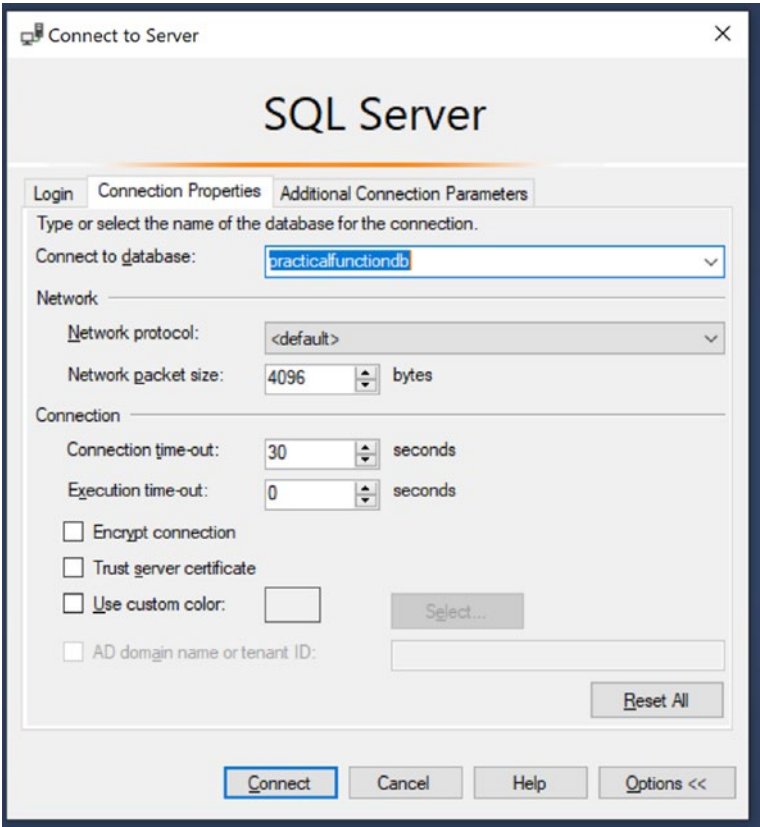 Connect to Server
SQL Server
Login Connection Properties Additional Connection Parameters
Type or select the name of the database for the connection.
Connect to database: practicalfunctiondb
Network
Network protocol: <default>
Network packet size: 4096 bytes
Connection
Connection time-out: 30 seconds
Execution time-out: 0 seconds
Encrypt connection
Trust server certificate
Use custom color: Select...
AD domain name or tenant ID:
Reset All
Connect Cancel Help Options <<